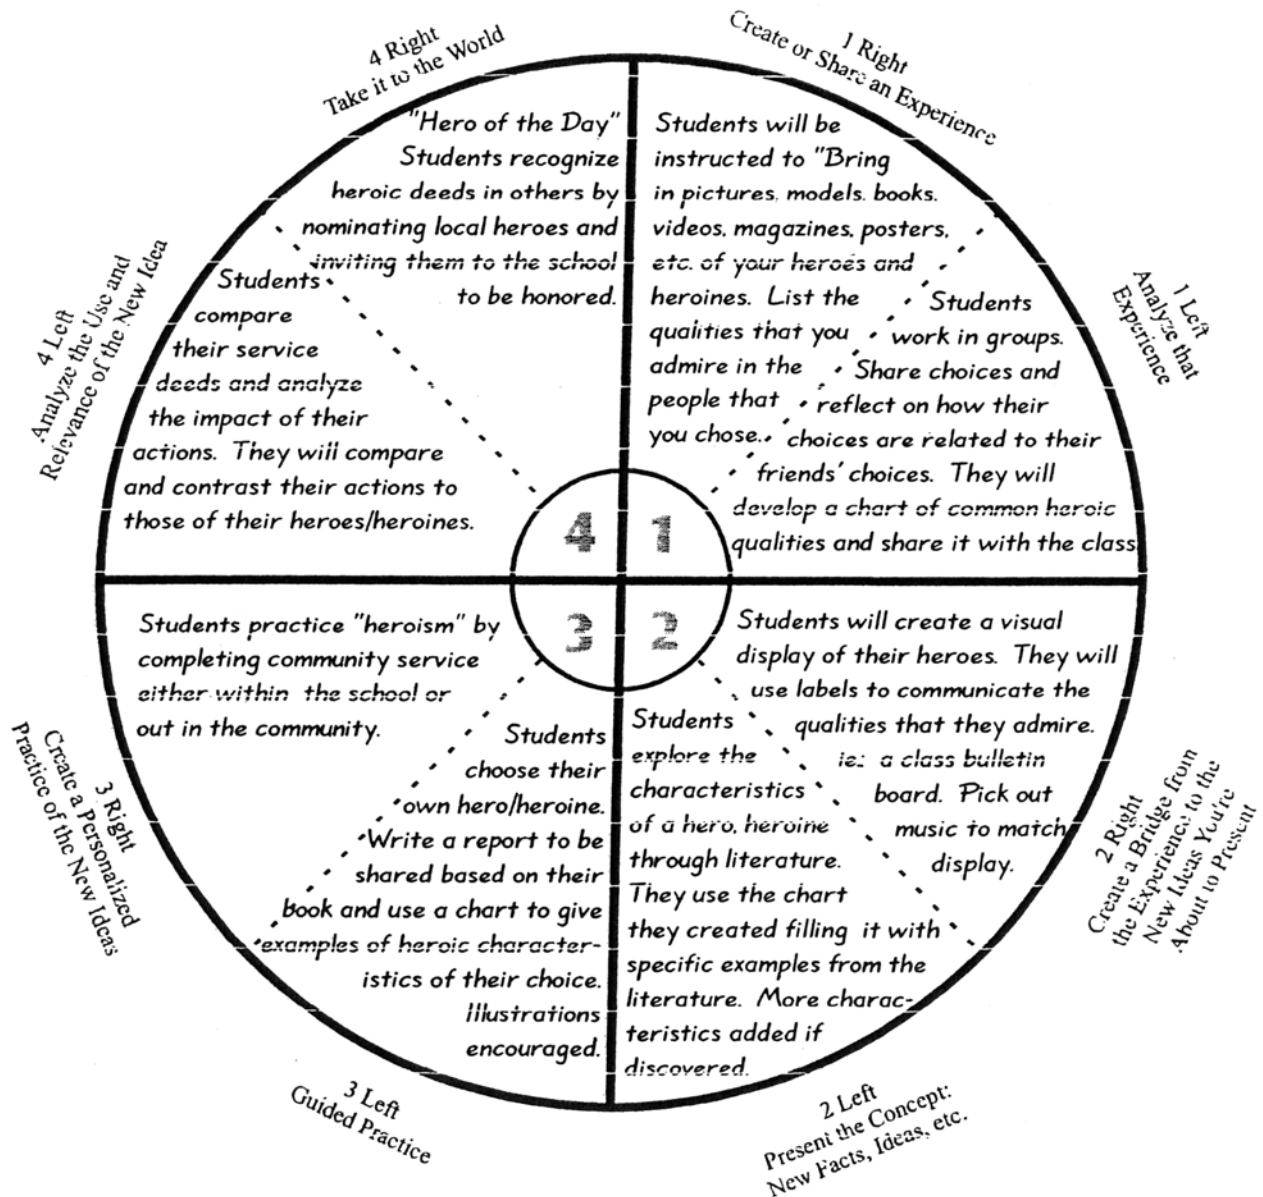 4 Right
Take it to the World
1 Right
Create or Share an Experience
"Hero of the Day"
Students recognize
heroic deeds in others by
nominating local heroes and
inviting them to the school
to be honored.
Students will be
instructed to "Bring
in pictures, models, books,
videos, magazines, posters,
etc. of your heroes and
heroines. List the
qualities that you
admire in the
people that
you chose.
1 Left
Analyze that
Experience
Students
work in groups.
Share choices and
reflect on how their
choices are related to their
friends' choices. They will
develop a chart of common heroic
qualities and share it with the class
4 Left
Analyze the Use and
Relevance of the New Idea
Students
compare
their service
deeds and analyze
the impact of their
actions. They will compare
and contrast their actions to
those of their heroes/heroines.
4
1
3
2
Students practice "heroism" by
completing community service
either within the school or
out in the community.
Students will create a visual
display of their heroes. They will
use labels to communicate the
qualities that they admire.
ie: a class bulletin
board. Pick out
music to match
display.
2 Right
Create a Bridge from
the Experience to the
New Ideas You're
About to Present
3 Right
Create a Personalized
Practice of the New Ideas
Students
choose their
own hero/heroine.
Write a report to be
shared based on their
book and use a chart to give
examples of heroic character-
istics of their choice.
Illustrations
encouraged.
Students
explore the
characteristics
of a hero, heroine
through literature.
They use the chart
they created filling it with
specific examples from the
literature. More charac-
teristics added if
discovered.
3 Left
Guided Practice
2 Left
Present the Concept:
New Facts, Ideas, etc.